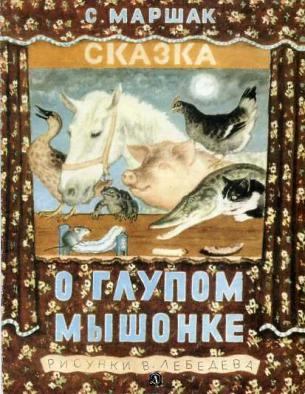 С. МАРШАК
СКАЗКА
О ГЛУПОМ
МЫШОНКЕ
РИСУНКИ В. ЛЕБЕДЕВА